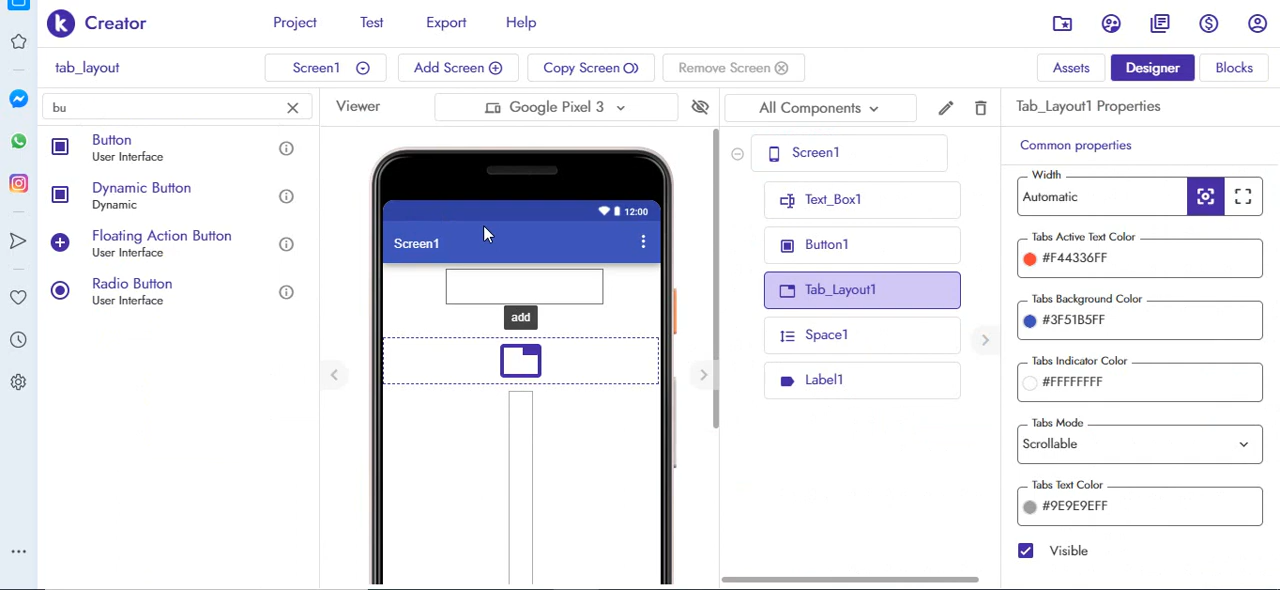 Creator
Project
Test
Export
Help
tab_layout
Screen1
Add Screen
Copy Screen
Remove Screen
Assets
Designer
Blocks
bu
Viewer
Google Pixel 3
All Components
Tab_Layout1 Properties
Button
User Interface
Dynamic Button
Dynamic
Floating Action Button
User Interface
Radio Button
User Interface
12:00
Screen1
add
Screen1
Text_Box1
Button1
Tab_Layout1
Space1
Label1
Common properties
Width
Automatic
Tabs Active Text Color
#F44336FF
Tabs Background Color
#3F51B5FF
Tabs Indicator Color
#FFFFFFFF
Tabs Mode
Scrollable
Tabs Text Color
#9E9E9EFF
Visible